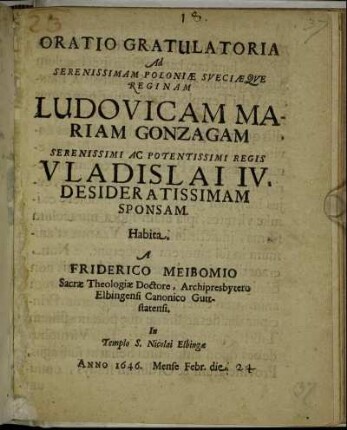 18
ORATIO GRATULATORIA
Ad
SERENISSIMAM POLONIÆ SVECIÆQVE
REGINAM
LUDOVICAM MA-
RIAM GONZAGAM
SERENISSIMI AC POTENTISSIMI REGIS
VLADISLAI IV.
DESIDERATISSIMAM
SPONSAM.
Habita.
A
FRIDERICO MEIBOMIO
Sacræ Theologiæ Doctore, Archipresbytero
Elbingensi Canonico Gutt-
statensi.
In
Templo S. Nicolai Elbingæ
ANNO 1646. Mense Febr. die. 24